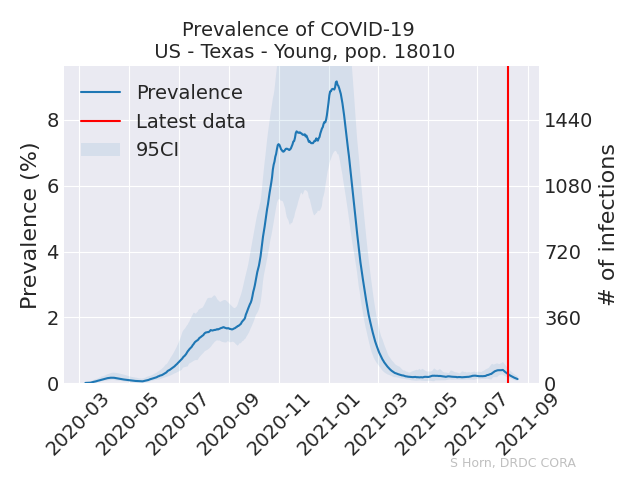 Prevalence of COVID-19
US - Texas - Young, pop. 18010
Prevalence
Latest data
95CI
Prevalence (%)
8
6
4
2
0
1440
1080
720
360
0
# of infections
2020-03
2020-05
2020-07
2020-09
2020-11
2021-01
2021-03
2021-05
2021-07
2021-09
S Horn, DRDC CORA